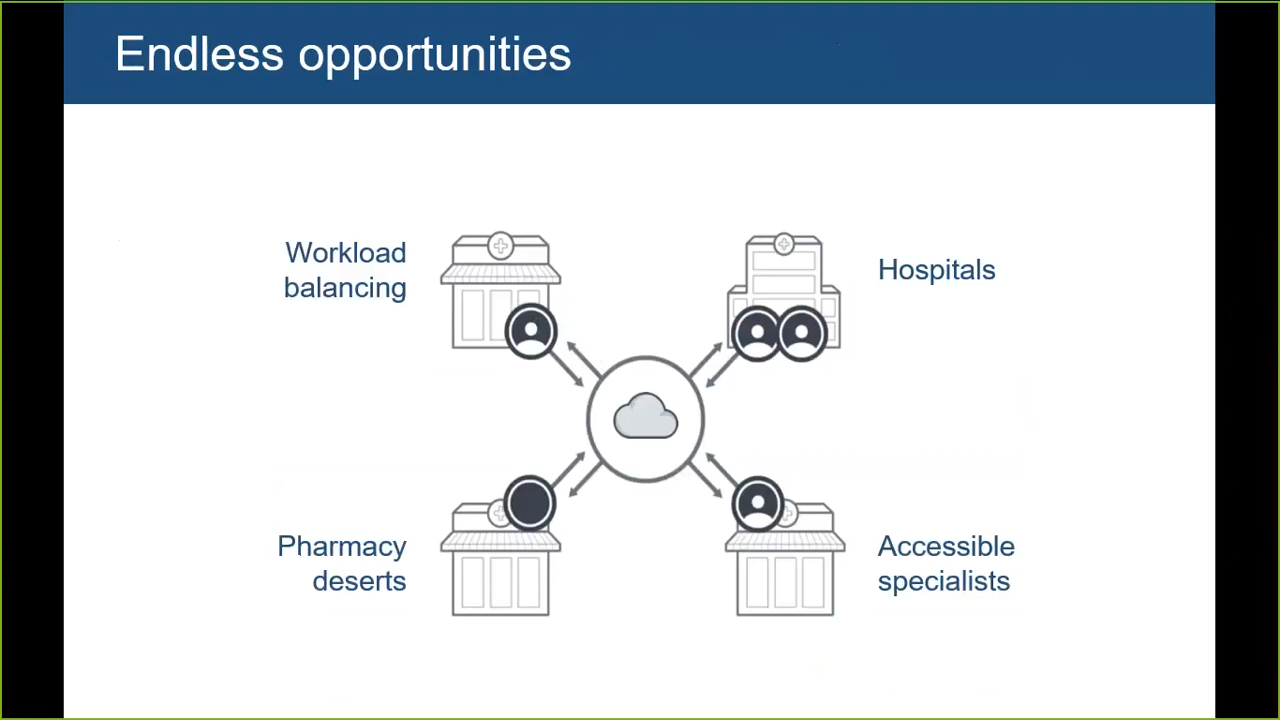 Endless opportunities
Workload
balancing
Hospitals
Pharmacy
deserts
Accessible
specialists